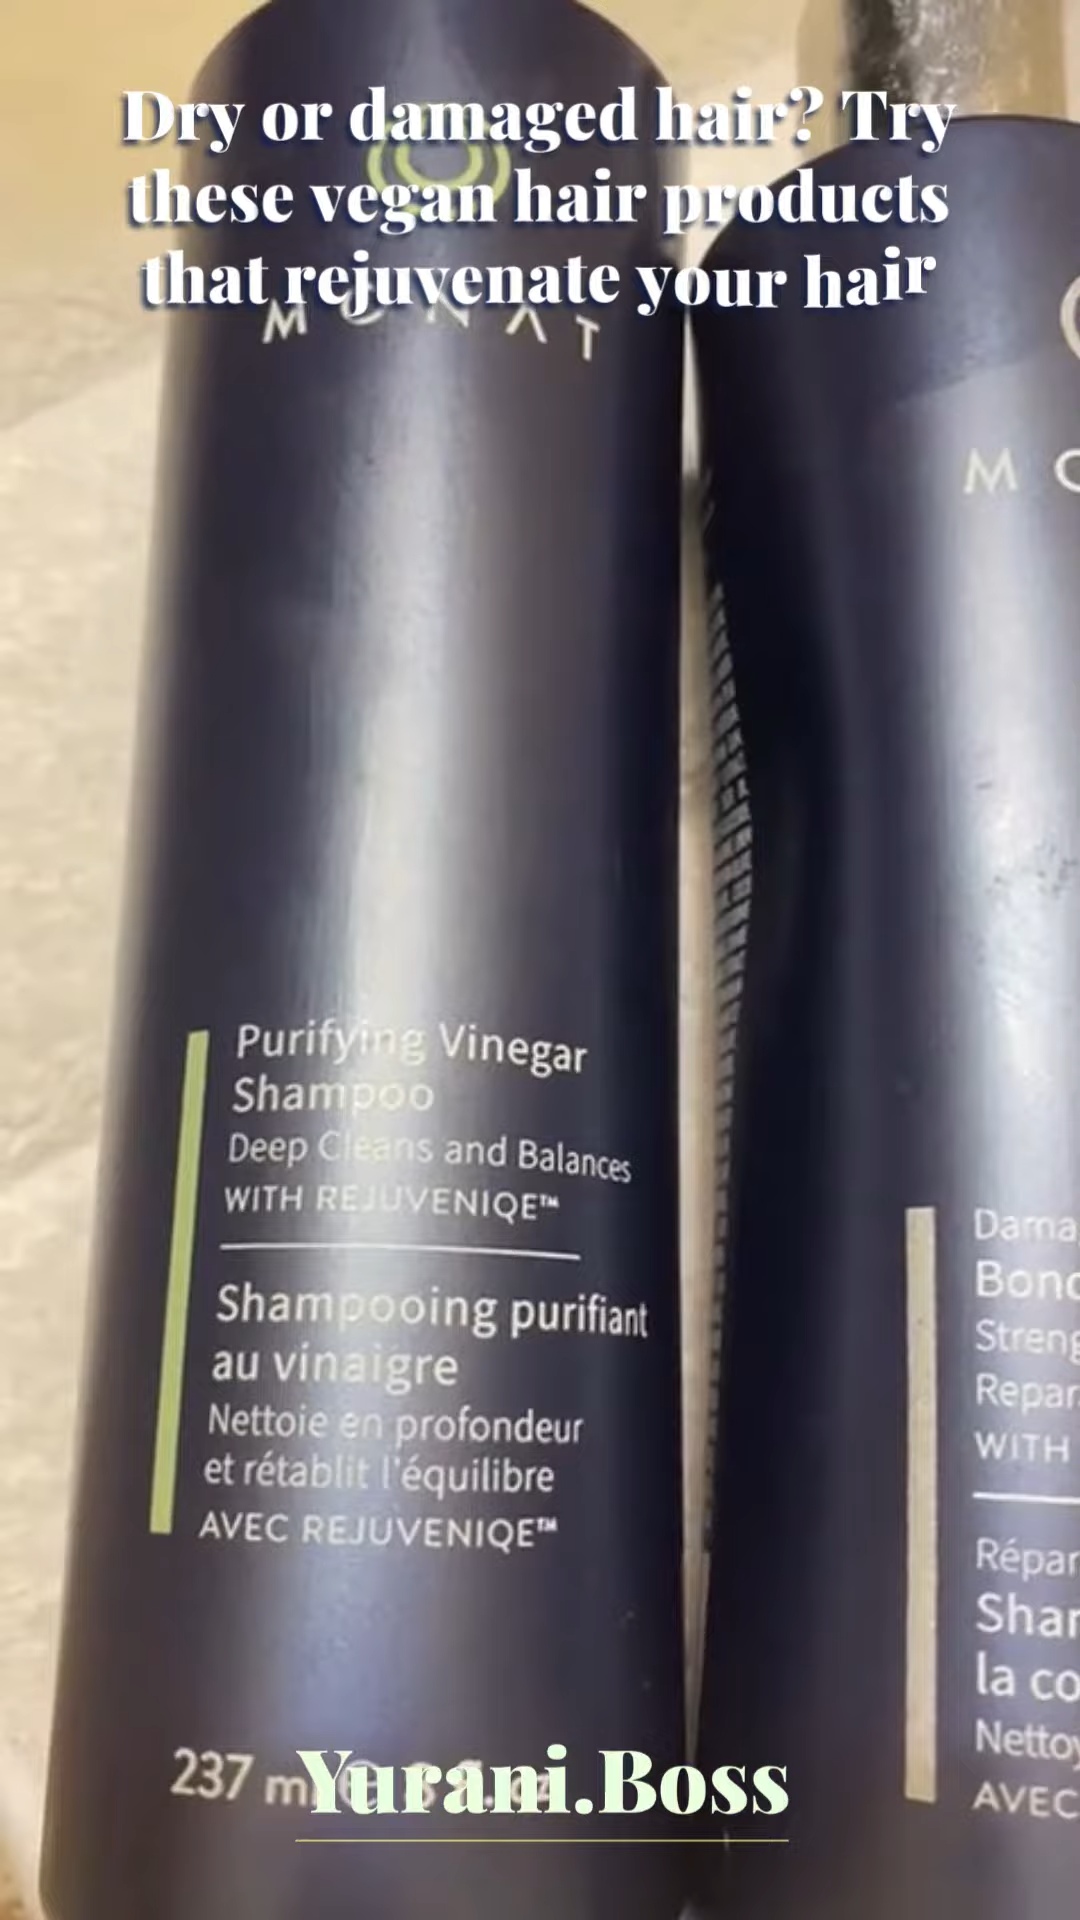 Dry or damaged hair? Try
these vegan hair products
that rejuvenate your hair
MONAT
Purifying Vinegar
Shampoo
Deep Cleans and Balances
WITH REJUVENIQE™
Shampooing purifiant
au vinaigre
Nettoie en profondeur
et rétablit l'équilibre
AVEC REJUVENIQE™
237
Yurani.Boss
M
Strength
WITH
AVEC